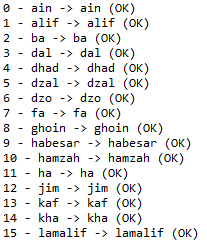 0 - ain -> ain (OK)
1 - alif -> alif (OK)
2 - ba -> ba (OK)
3 - dal -> dal (OK)
4 - dhad -> dhad (OK)
5 - dzal -> dzal (OK)
6 - dzo -> dzo (OK)
7 - fa -> fa (OK)
8 - ghoin -> ghoin (OK)
9 - habesar -> habesar (OK)
10 - hamzah -> hamzah (OK)
11 - ha -> ha (OK)
12 - jim -> jim (OK)
13 - kaf -> kaf (OK)
14 - kha -> kha (OK)
15 - lamalif -> lamalif (OK)